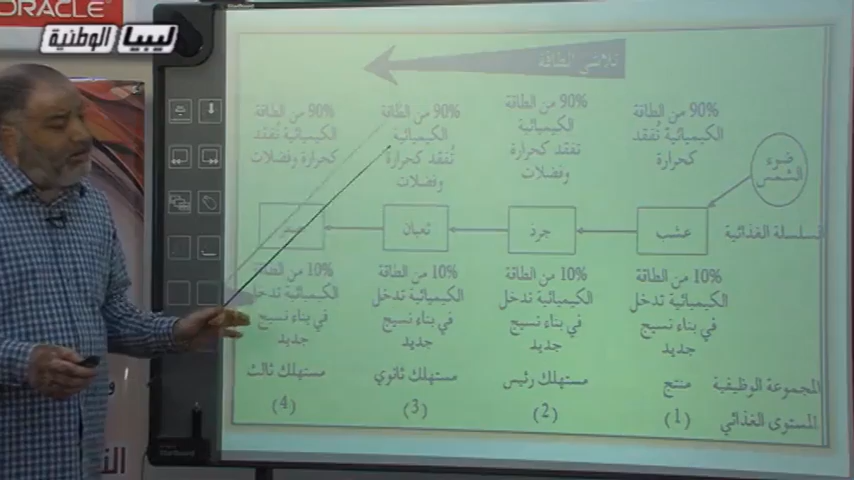 ORACLE
ليبيا الوطنية
تلاشي الطاقة
90% من الطاقة
الكيميائية تُفقد
كحرارة
90% من الطاقة
الكيميائية
تفقد كحرارة
وفضلات
90% من الطاقة
الكيميائية
تُفقد كحرارة
وفضلات
90% من الطاقة
الكيميائية تُفقد
كحرارة وفضلات
ضوء
الشمس
السلسلة الغذائية
عشب
جرذ
ثعبان
10% من الطاقة
الكيميائية تدخل
في بناء نسيج
جديد
10% من الطاقة
الكيميائية تدخل
في بناء نسيج
جديد
10% من الطاقة
الكيميائية تدخل
في بناء نسيج
جديد
10% من الطاقة
الكيميائية تدخل
في بناء نسيج
جديد
المجموعة الوظيفية
منتج
مستهلك رئيس
مستهلك ثانوي
مستهلك ثالث
المستوى الغذائي
(1)
(2)
(3)
(4)
StarBoard